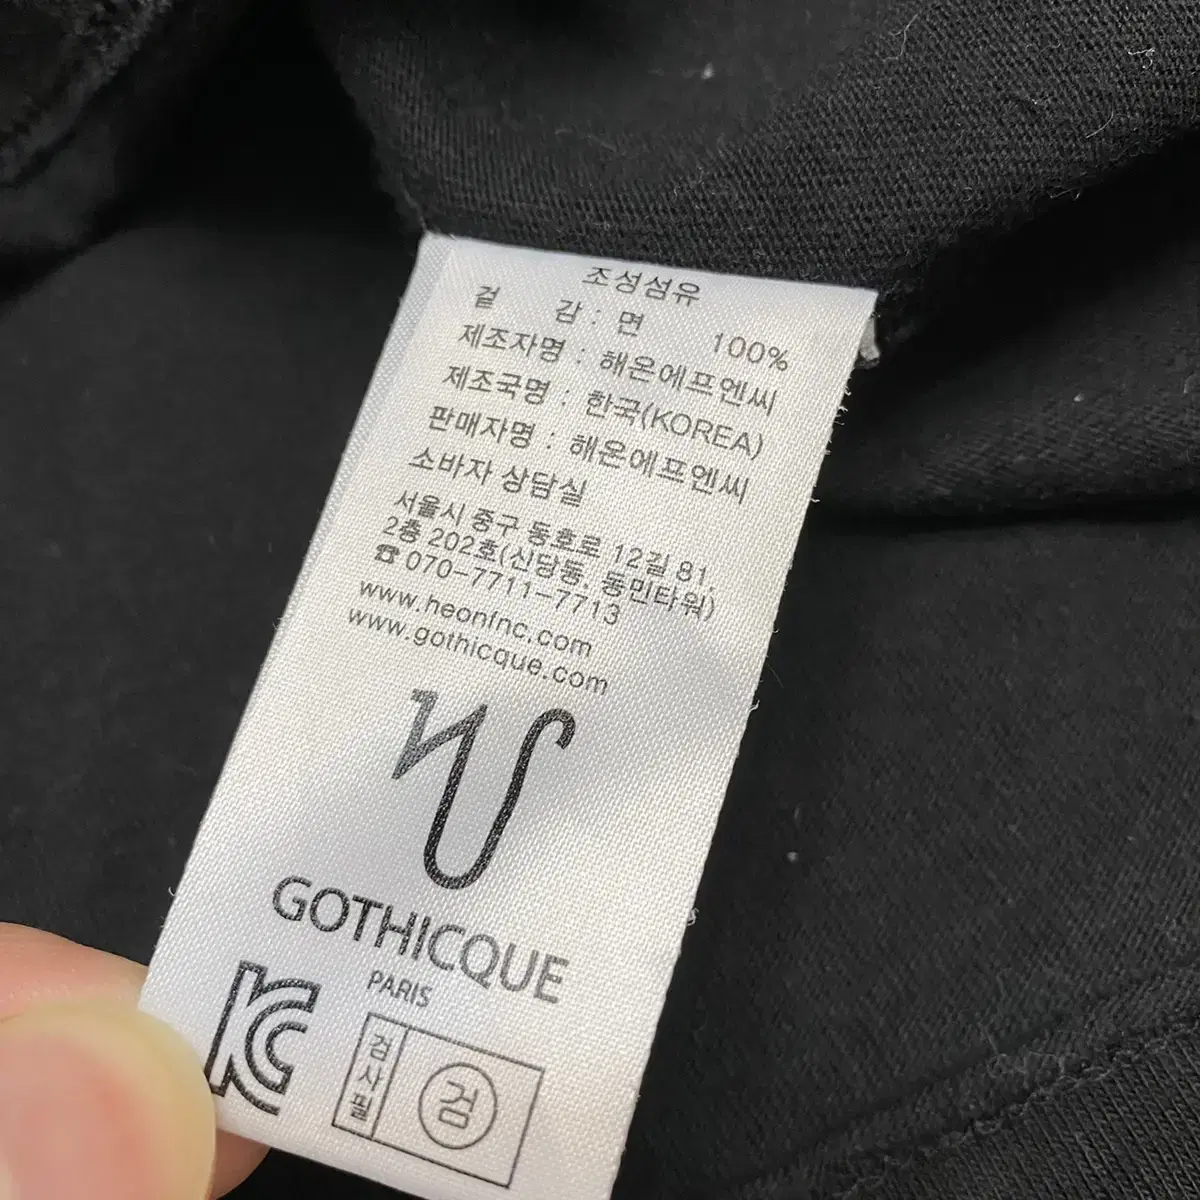 조성섬유
겉 감 : 면 100%
제조자명 : 해온에프엔씨
제조국명 : 한국(KOREA)
판매자명 : 해온에프엔씨
소바자 상담실
서울시 중구 동호로 12길 81,
2층 202호(신당동, 동민타워)
☎ 070-7711-7713
www.heonfnc.com
www.gothicque.com
GOTHICQUE
PARIS
KC
검사필
검